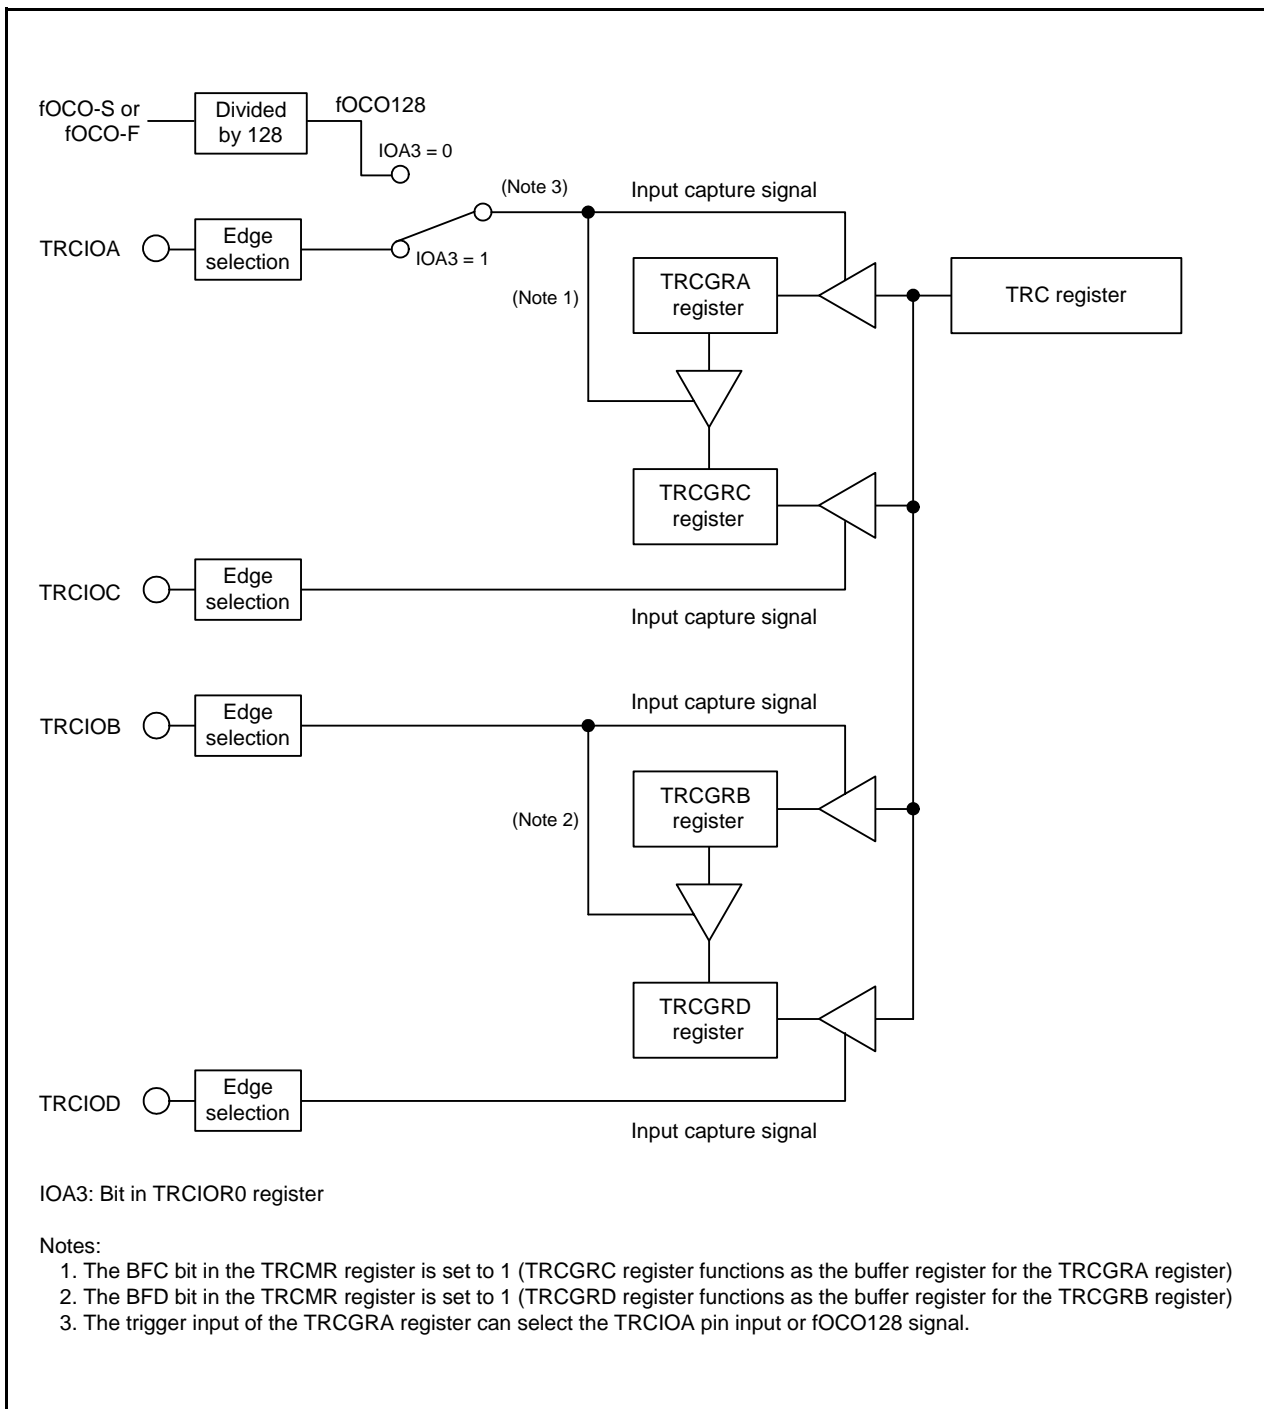 fOCO-S or
fOCO-F
Divided
by 128
fOCO128
IOA3 = 0
(Note 3)
Input capture signal
TRCIOA
Edge
selection
IOA3 = 1
(Note 1)
TRCGRA
register
TRC register
TRCGRC
register
TRCIOC
Edge
selection
Input capture signal
TRCIOB
Edge
selection
Input capture signal
(Note 2)
TRCGRB
register
TRCGRD
register
TRCIOD
Edge
selection
Input capture signal
IOA3: Bit in TRCIOR0 register
Notes:
1. The BFC bit in the TRCMR register is set to 1 (TRCGRC register functions as the buffer register for the TRCGRA register)
2. The BFD bit in the TRCMR register is set to 1 (TRCGRD register functions as the buffer register for the TRCGRB register)
3. The trigger input of the TRCGRA register can select the TRCIOA pin input or fOCO128 signal.